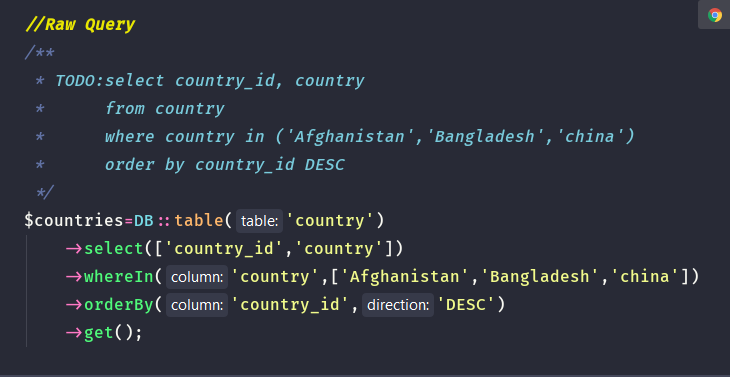 //Raw Query
/**
 * TODO:select country_id, country
 *      from country
 *      where country in ('Afghanistan','Bangladesh','china')
 *      order by country_id DESC
 */
$countries=DB::table( table: 'country')
    ->select(['country_id','country'])
    ->whereIn( column: 'country',['Afghanistan','Bangladesh','china'])
    ->orderBy( column: 'country_id', direction: 'DESC')
    ->get();